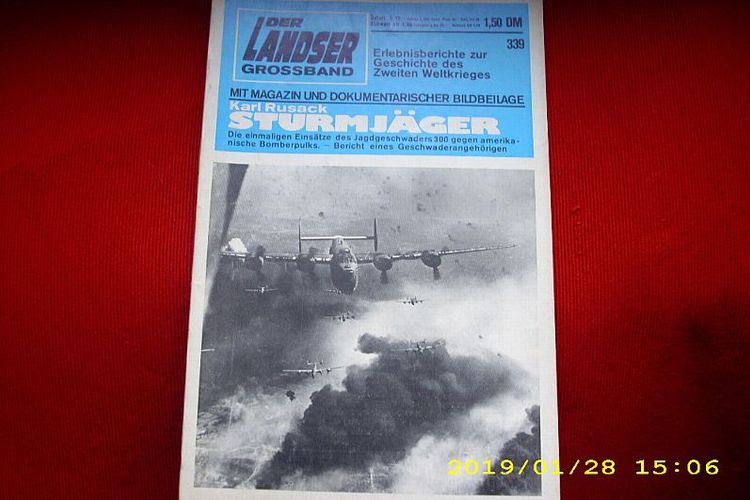 DER
LANDSER
GROSSBAND
1,50 DM
339
Erlebnisberichte zur
Geschichte des
Zweiten Weltkrieges
MIT MAGAZIN UND DOKUMENTARISCHER BILDBEILAGE
Karl Rusack
STURMJÄGER
Die einmaligen Einsätze des Jagdgeschwaders 300 gegen amerika-
nische Bomberpulks. – Bericht eines Geschwaderangehörigen
2019/01/28 15:06